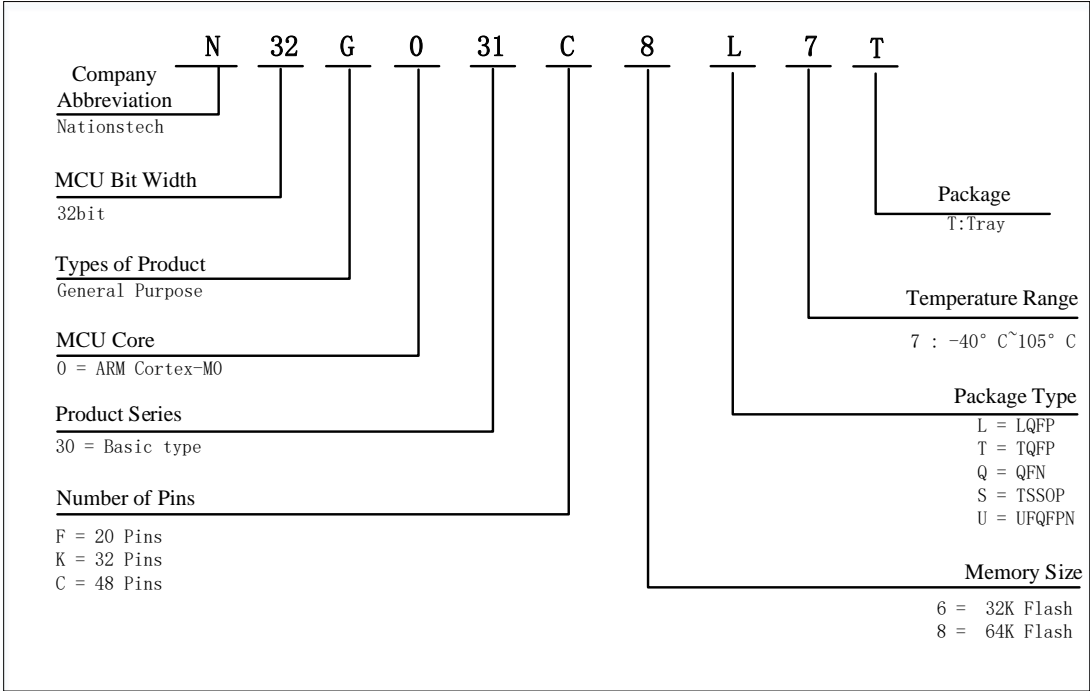 N 32 G 0 31 C 8 L 7 T
Company
Abbreviation
Nationstech
MCU Bit Width
32bit
Types of Product
General Purpose
MCU Core
0 = ARM Cortex-M0
Product Series
30 = Basic type
Number of Pins
F = 20 Pins
K = 32 Pins
C = 48 Pins
Package
T:Tray
Temperature Range
7 : -40° C~105° C
Package Type
L = LQFP
T = TQFP
Q = QFN
S = TSSOP
U = UFQFPN
Memory Size
6 = 32K Flash
8 = 64K Flash